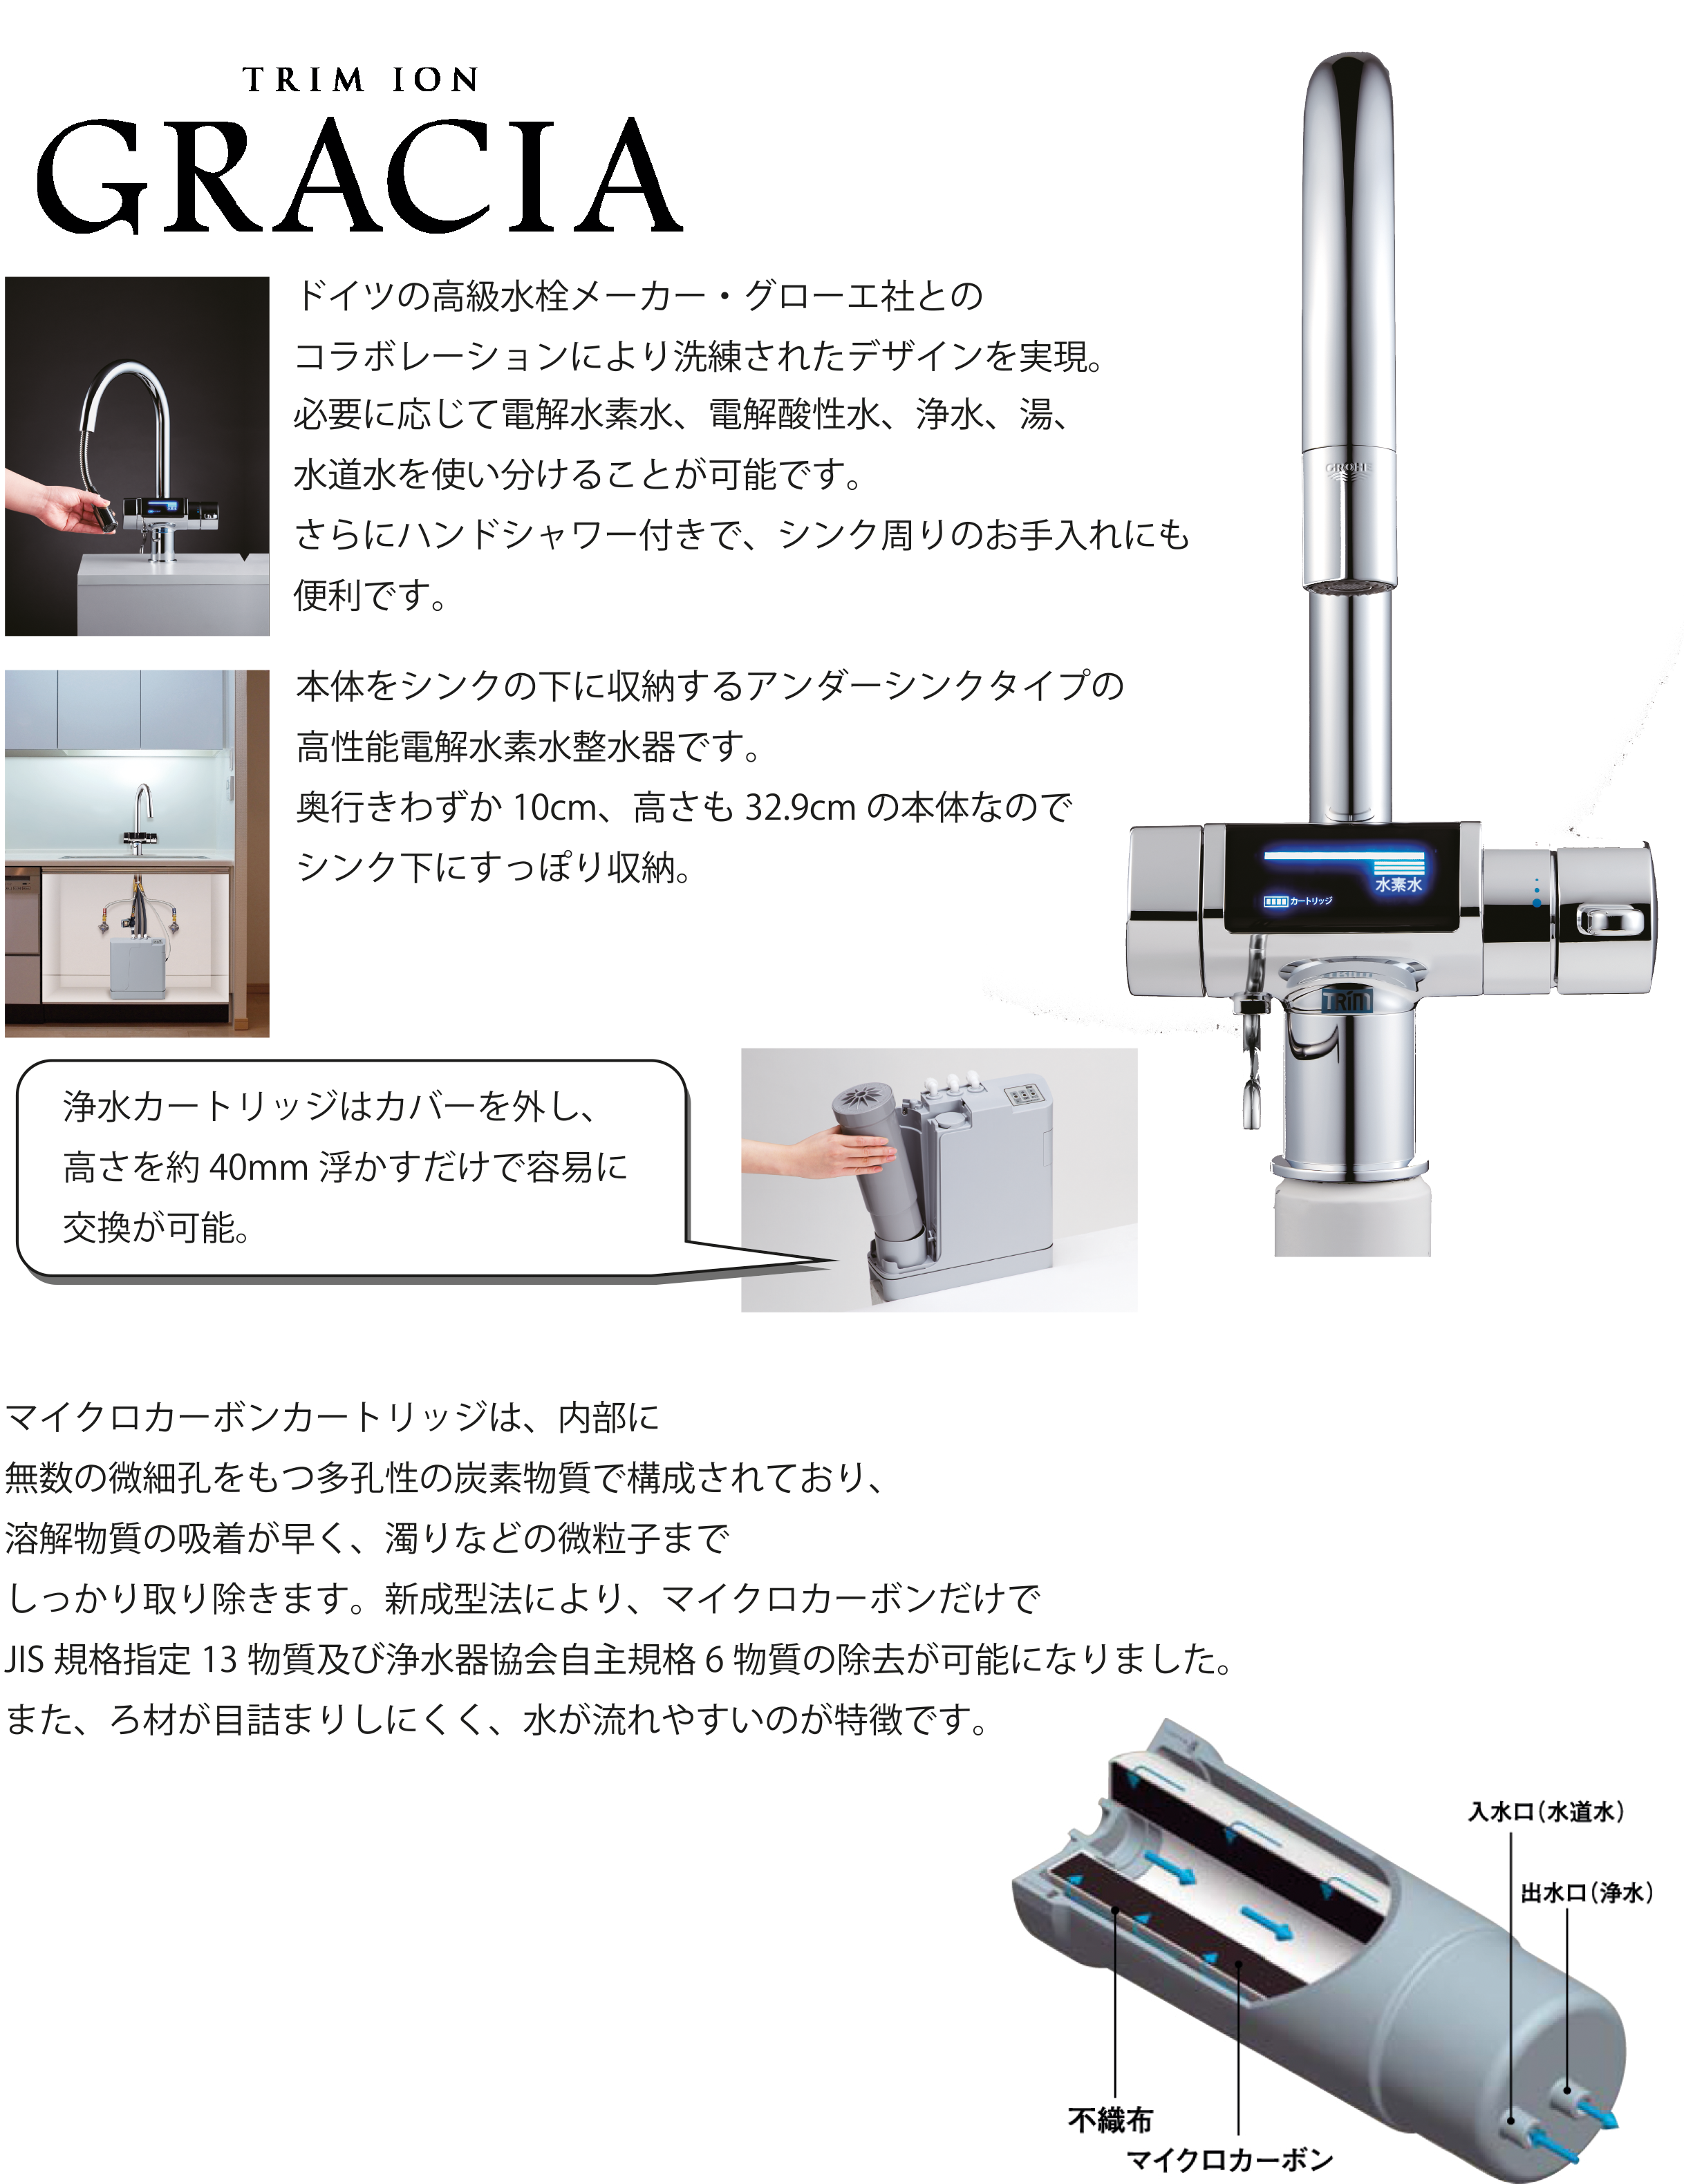 TRIM ION
GRACIA
ドイツの高級水栓メーカー・グローエ社との
コラボレーションにより洗練されたデザインを実現。
必要に応じて電解水素水、電解酸性水、浄水、湯、
水道水を使い分けることが可能です。
さらにハンドシャワー付きで、シンク周りのお手入れにも
便利です。
GROHE
本体をシンクの下に収納するアンダーシンクタイプの
高性能電解水素水整水器です。
奥行きわずか 10cm、高さも 32.9cm の本体なので
シンク下にすっぽり収納。
水素水
カートリッジ
TRIM
浄水カートリッジはカバーを外し、
高さを約 40mm 浮かすだけで容易に
交換が可能。
マイクロカーボンカートリッジは、内部に
無数の微細孔をもつ多孔性の炭素物質で構成されており、
溶解物質の吸着が早く、濁りなどの微粒子まで
しっかり取り除きます。新成型法により、マイクロカーボンだけで
JIS 規格指定 13 物質及び浄水器協会自主規格 6 物質の除去が可能になりました。
また、ろ材が目詰まりしにくく、水が流れやすいのが特徴です。
入水口(水道水)
出水口(浄水)
不織布
マイクロカーボン